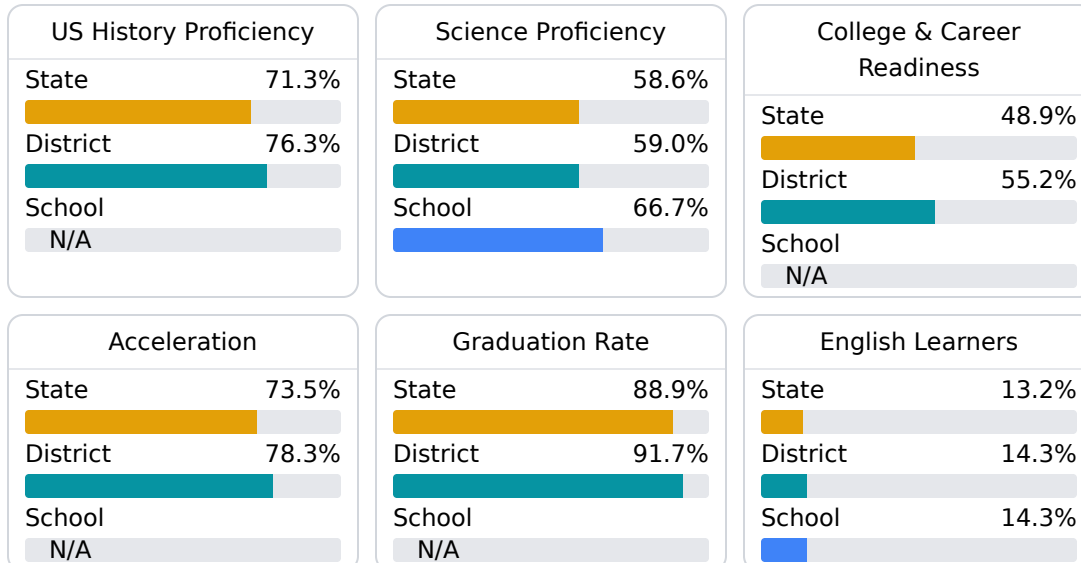 US History Proficiency
State 71.3%
District 76.3%
School
N/A
Science Proficiency
State 58.6%
District 59.0%
School 66.7%
College & Career
Readiness
State 48.9%
District 55.2%
School
N/A
Acceleration
State 73.5%
District 78.3%
School
N/A
Graduation Rate
State 88.9%
District 91.7%
School
N/A
English Learners
State 13.2%
District 14.3%
School 14.3%